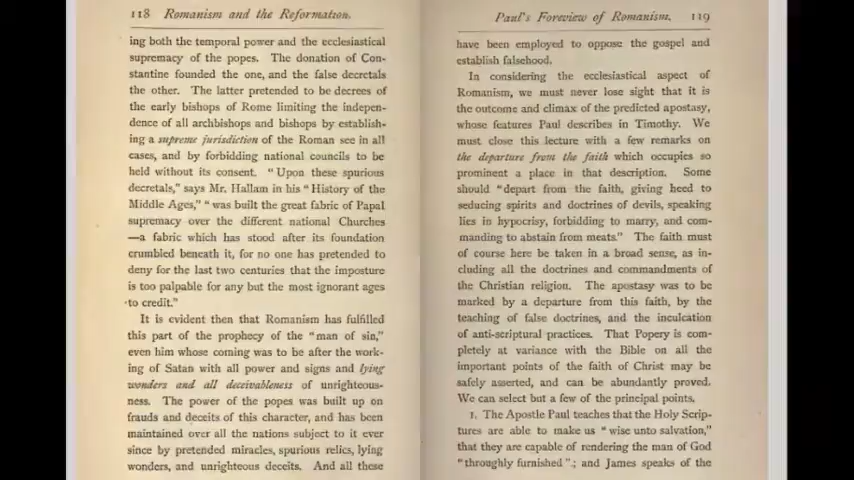 118 Romanism and the Reformation.
ing both the temporal power and the ecclesiastical
supremacy of the popes. The donation of Con-
stantine founded the one, and the false decretals
the other. The latter pretended to be decrees of
the early bishops of Rome limiting the indepen-
dence of all archbishops and bishops by establish-
ing a supreme jurisdiction of the Roman see in all
cases, and by forbidding national councils to be
held without its consent. "Upon these spurious
decretals," says Mr. Hallam in his "History of the
Middle Ages," "was built the great fabric of Papal
supremacy over the different national Churches
—a fabric which has stood after its foundation
crumbled beneath it, for no one has pretended to
deny for the last two centuries that the imposture
is too palpable for any but the most ignorant ages
to credit."
It is evident then that Romanism has fulfilled
this part of the prophecy of the "man of sin,"
even him whose coming was to be after the work-
ing of Satan with all power and signs and lying
wonders and all deceivableness of unrighteous-
ness. The power of the popes was built up on
frauds and deceits of this character, and has been
maintained over all the nations subject to it ever
since by pretended miracles, spurious relics, lying
wonders, and unrighteous deceits. And all these
Paul's Foreview of Romanism. 119
have been employed to oppose the gospel and
establish falsehood.
In considering the ecclesiastical aspect of
Romanism, we must never lose sight that it is
the outcome and climax of the predicted apostasy,
whose features Paul describes in Timothy. We
must close this lecture with a few remarks on
the departure from the faith which occupies so
prominent a place in that description. Some
should "depart from the faith, giving heed to
seducing spirits and doctrines of devils, speaking
lies in hypocrisy, forbidding to marry, and com-
manding to abstain from meats." The faith must
of course here be taken in a broad sense, as in-
cluding all the doctrines and commandments of
the Christian religion. The apostasy was to be
marked by a departure from this faith, by the
teaching of false doctrines, and the inculcation
of anti-scriptural practices. That Popery is com-
pletely at variance with the Bible on all the
important points of the faith of Christ may be
safely asserted, and can be abundantly proved.
We can select but a few of the principal points.
1. The Apostle Paul teaches that the Holy Scrip-
tures are able to make us "wise unto salvation,"
that they are capable of rendering the man of God
"throughly furnished"; and James speaks of the